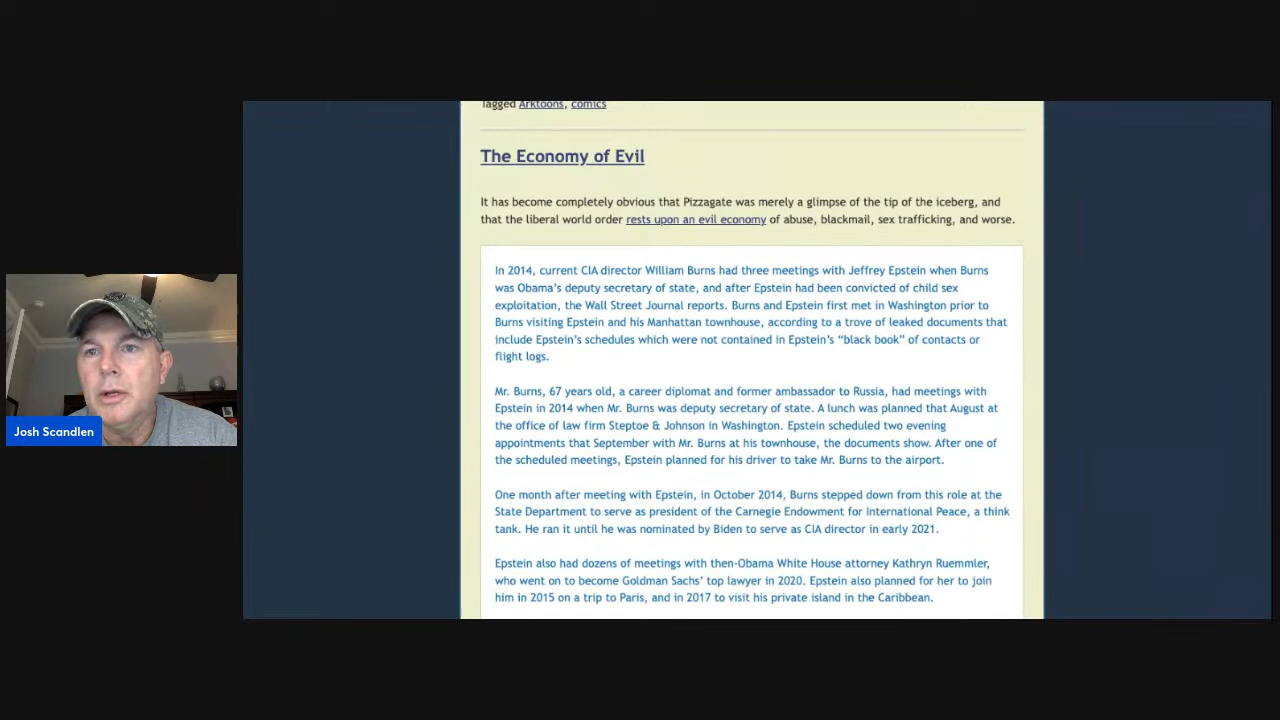 Tagged Arktoons, comics
The Economy of Evil
It has become completely obvious that Pizzagate was merely a glimpse of the tip of the iceberg, and
that the liberal world order rests upon an evil economy of abuse, blackmail, sex trafficking, and worse.
In 2014, current CIA director William Burns had three meetings with Jeffrey Epstein when Burns
was Obama’s deputy secretary of state, and after Epstein had been convicted of child sex
exploitation, the Wall Street Journal reports. Burns and Epstein first met in Washington prior to
Burns visiting Epstein and his Manhattan townhouse, according to a trove of leaked documents that
include Epstein’s schedules which were not contained in Epstein’s “black book” of contacts or
flight logs.
Mr. Burns, 67 years old, a career diplomat and former ambassador to Russia, had meetings with
Epstein in 2014 when Mr. Burns was deputy secretary of state. A lunch was planned that August at
the office of law firm Steptoe & Johnson in Washington. Epstein scheduled two evening
appointments that September with Mr. Burns at his townhouse, the documents show. After one of
the scheduled meetings, Epstein planned for his driver to take Mr. Burns to the airport.
Josh Scandlen
One month after meeting with Epstein, in October 2014, Burns stepped down from this role at the
State Department to serve as president of the Carnegie Endowment for International Peace, a think
tank. He ran it until he was nominated by Biden to serve as CIA director in early 2021.
Epstein also had dozens of meetings with then-Obama White House attorney Kathryn Ruemmler,
who went on to become Goldman Sachs’ top lawyer in 2020. Epstein also planned for her to join
him in 2015 on a trip to Paris, and in 2017 to visit his private island in the Caribbean.